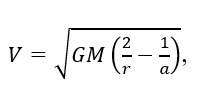 V = √(GM (2/r − 1/a)),